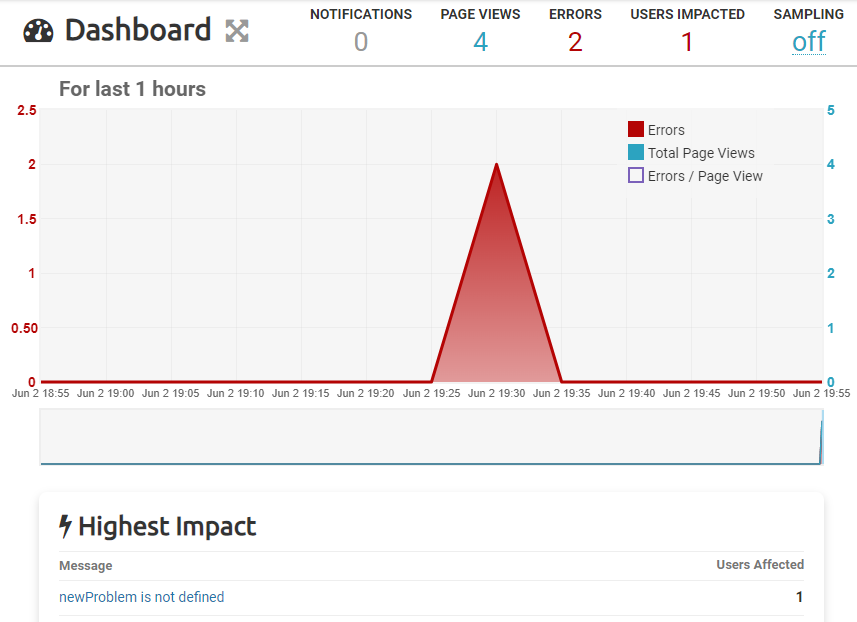 Dashboard
NOTIFICATIONS PAGE VIEWS ERRORS USERS IMPACTED SAMPLING
0 4 2 1 off
For last 1 hours
2.5 5
Errors
Total Page Views
2 4
Errors / Page View
1.5 3
1 2
0.50 1
0 0
Jun 2 18:55 Jun 2 19:00 Jun 2 19:05 Jun 2 19:10 Jun 2 19:15 Jun 2 19:20 Jun 2 19:25 Jun 2 19:30 Jun 2 19:35 Jun 2 19:40 Jun 2 19:45 Jun 2 19:50 Jun 2 19:55
Highest Impact
Message Users Affected
newProblem is not defined 1